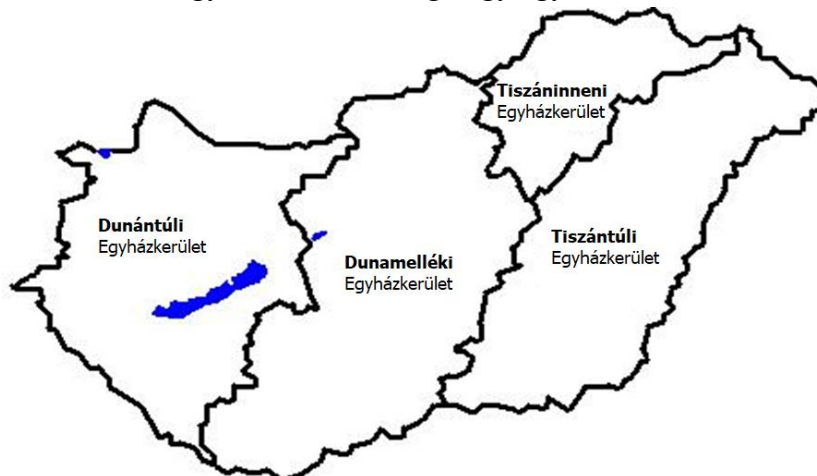 Tiszáninneni
Egyházkerület
Dunántúli
Egyházkerület
Tiszántúli
Egyházkerület
Dunamelléki
Egyházkerület